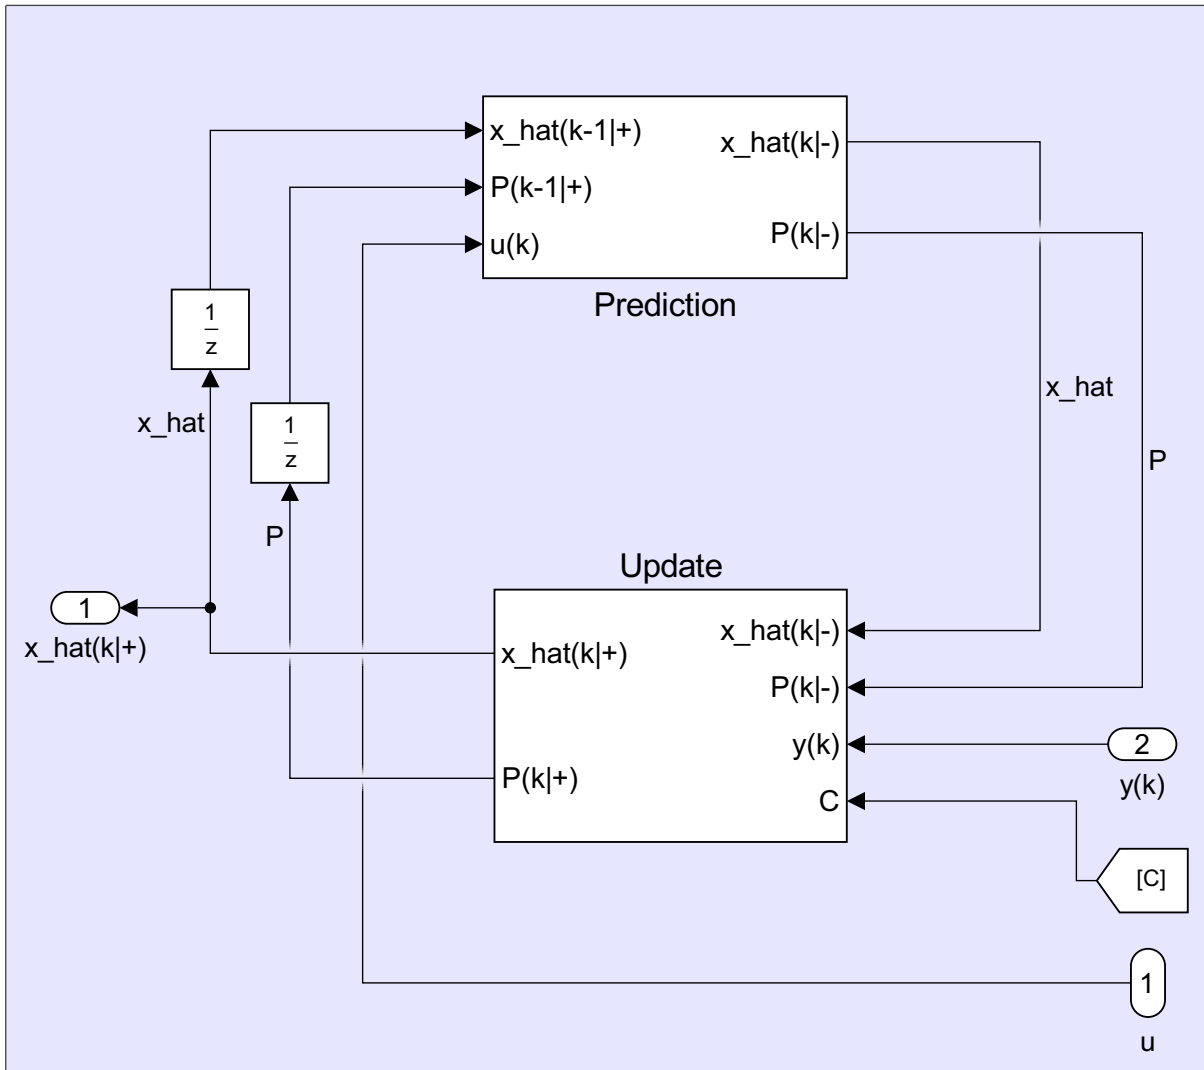 x_hat(k-1|+)
x_hat(k|-)
P(k-1|+)
P(k|-)
u(k)
Prediction
1
z
x_hat
x_hat
1
z
P
P
Update
1
x_hat(k|+)
x_hat(k|-)
x_hat(k|+)
P(k|-)
y(k)
2
y(k)
P(k|+)
C
[C]
1
u